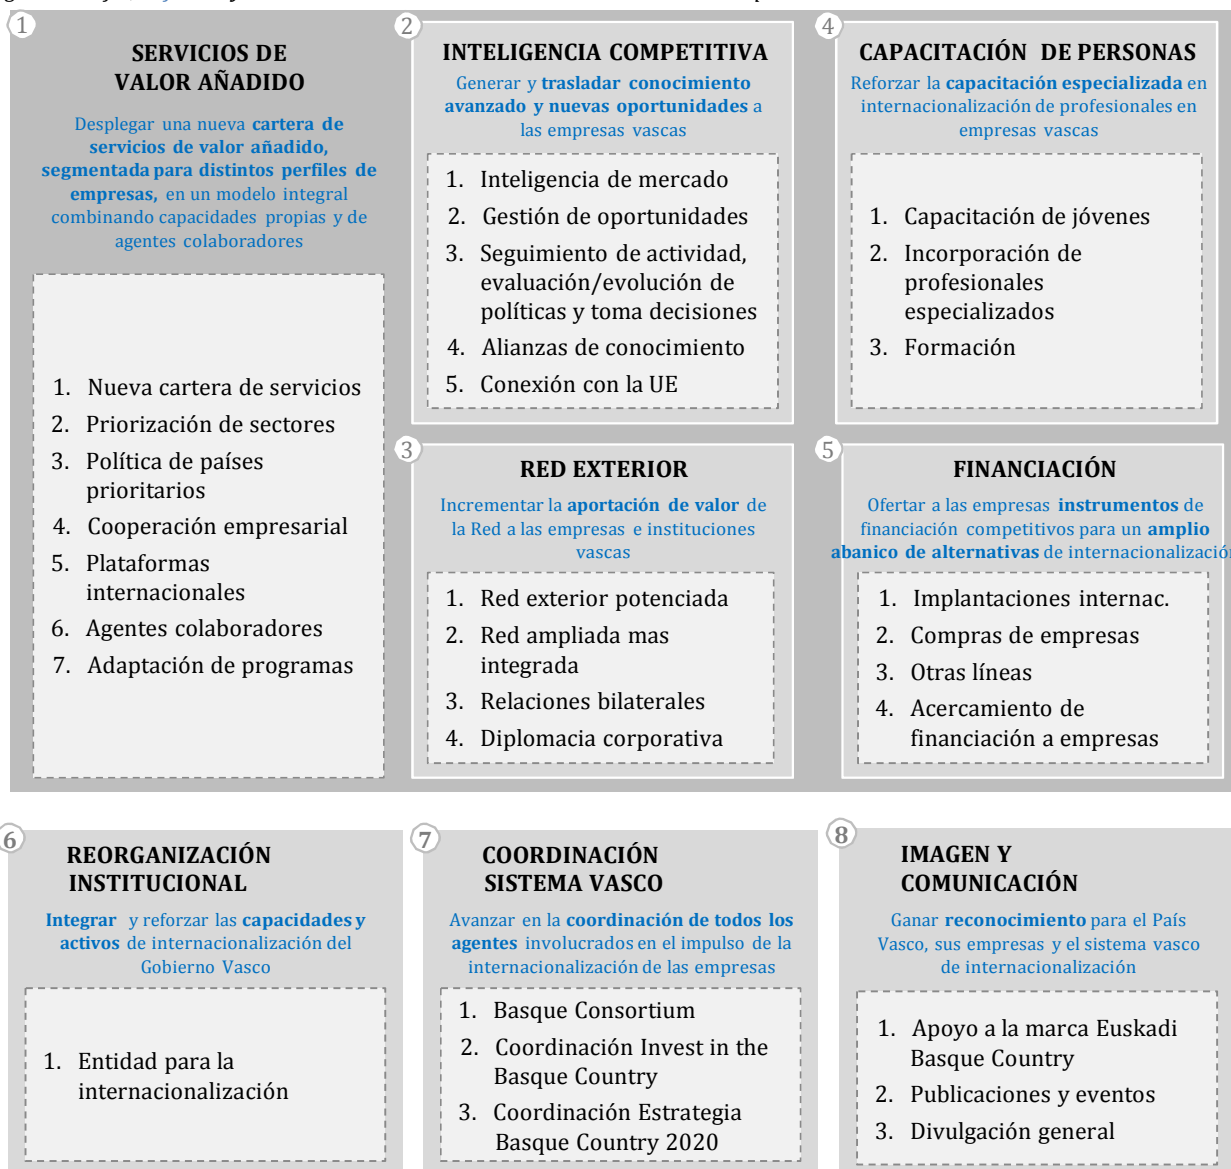 1
SERVICIOS DE
VALOR AÑADIDO
Desplegar una nueva cartera de
servicios de valor añadido,
segmentada para distintos perfiles de
empresas, en un modelo integral
combinando capacidades propias y de
agentes colaboradores
1. Nueva cartera de servicios
2. Priorización de sectores
3. Política de países
prioritarios
4. Cooperación empresarial
5. Plataformas
internacionales
6. Agentes colaboradores
7. Adaptación de programas
2
INTELIGENCIA COMPETITIVA
Generar y trasladar conocimiento
avanzado y nuevas oportunidades a
las empresas vascas
1. Inteligencia de mercado
2. Gestión de oportunidades
3. Seguimiento de actividad,
evaluación/evolución de
políticas y toma decisiones
4. Alianzas de conocimiento
5. Conexión con la UE
3
RED EXTERIOR
Incrementar la aportación de valor de
la Red a las empresas e instituciones
vascas
1. Red exterior potenciada
2. Red ampliada mas
integrada
3. Relaciones bilaterales
4. Diplomacia corporativa
4
CAPACITACIÓN DE PERSONAS
Reforzar la capacitación especializada en
internacionalización de profesionales en
empresas vascas
1. Capacitación de jóvenes
2. Incorporación de
profesionales
especializados
3. Formación
5
FINANCIACIÓN
Ofertar a las empresas instrumentos de
financiación competitivos para un amplio
abanico de alternativas de internacionalización
1. Implantaciones internac.
2. Compras de empresas
3. Otras líneas
4. Acercamiento de
financiación a empresas
6
REORGANIZACIÓN
INSTITUCIONAL
Integrar y reforzar las capacidades y
activos de internacionalización del
Gobierno Vasco
1. Entidad para la
internacionalización
7
COORDINACIÓN
SISTEMA VASCO
Avanzar en la coordinación de todos los
agentes involucrados en el impulso de la
internacionalización de las empresas
1. Basque Consortium
2. Coordinación Invest in the
Basque Country
3. Coordinación Estrategia
Basque Country 2020
8
IMAGEN Y
COMUNICACIÓN
Ganar reconocimiento para el País
Vasco, sus empresas y el sistema vasco
de internacionalización
1. Apoyo a la marca Euskadi
Basque Country
2. Publicaciones y eventos
3. Divulgación general